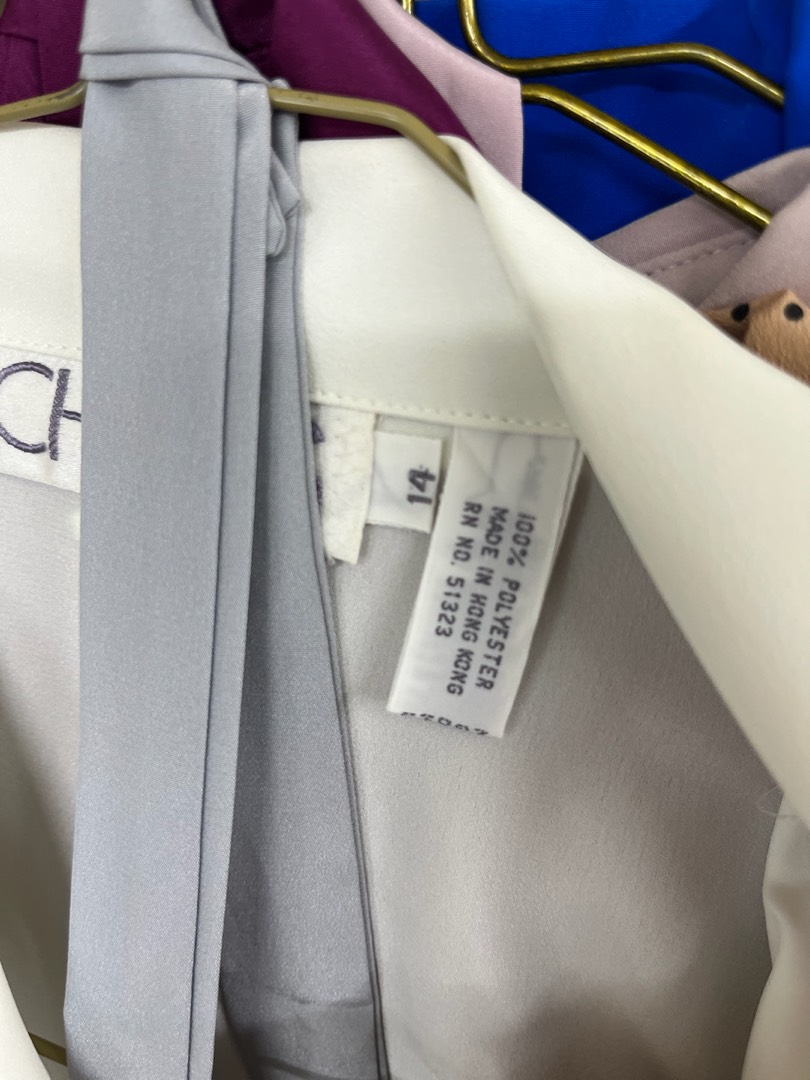 CH
14
100% POLYESTER
MADE IN HONG KONG
RN NO. 51323